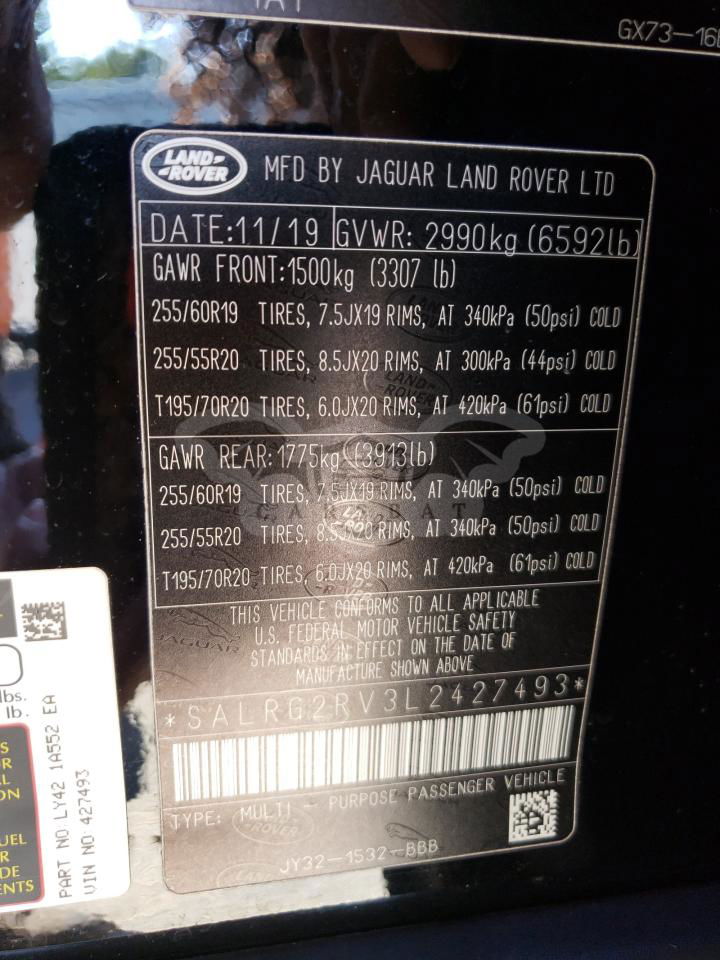 GX73-16
LAND-
-ROVER
MFD BY JAGUAR LAND ROVER LTD
DATE:11/19 GVWR: 2990kg (6592lb)
GAWR FRONT:1500kg (3307 lb)
255/60R19 TIRES, 7.5JX19 RIMS, AT 340kPa (50psi) COLD
255/55R20 TIRES, 8.5JX20 RIMS, AT 300kPa (44psi) COLD
T195/70R20 TIRES, 6.0JX20 RIMS, AT 420kPa (61psi) COLD
GAWR REAR:1775kg (3913lb)
255/60R19 TIRES, 7.5JX19 RIMS, AT 340kPa (50psi) COLD
255/55R20 TIRES, 8.5JX20 RIMS, AT 340kPa (50psi) COLD
T195/70R20 TIRES, 6.0JX20 RIMS, AT 420kPa (61psi) COLD
THIS VEHICLE CONFORMS TO ALL APPLICABLE
U.S. FEDERAL MOTOR VEHICLE SAFETY
STANDARDS IN EFFECT ON THE DATE OF
MANUFACTURE SHOWN ABOVE
JAGUAR
*SALRG2RV3L2427493*
TYPE: MULTI - PURPOSE PASSENGER VEHICLE
JY32-1532-BBB
lbs.
lb.
PART NO LY42 1A552 EA
VIN NO 427493